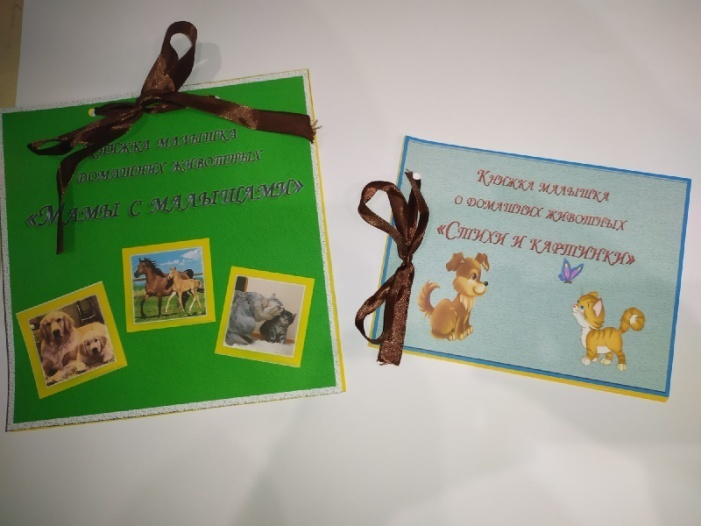 Книжка малышка
домашних животных
«Мамы с малышами»
Книжка малышка
о домашних животных
«Стихи и картинки»